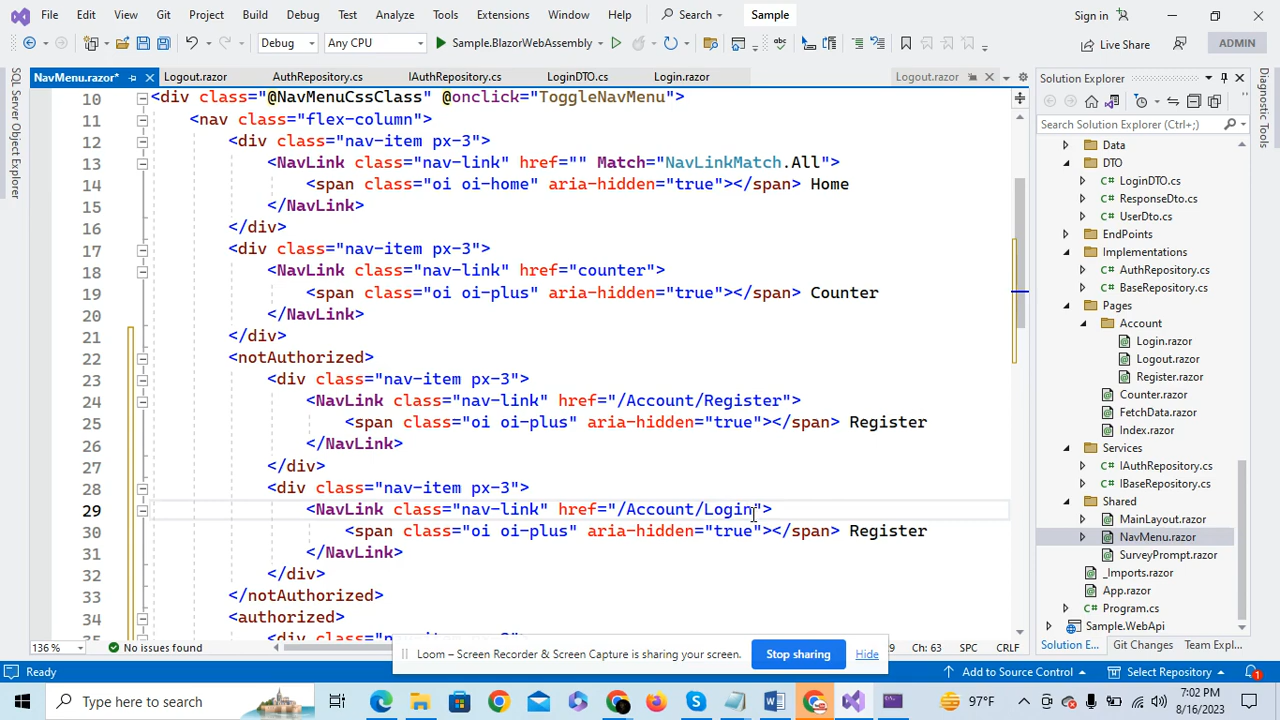 File Edit View Git Project Build Debug Test Analyze Tools Extensions Window Help Search Sample Sign in
Debug Any CPU Sample.BlazorWebAssembly Live Share ADMIN
SQL Server Object Explorer
NavMenu.razor* Logout.razor AuthRepository.cs IAuthRepository.cs LoginDTO.cs Login.razor Logout.razor
10 <div class="@NavMenuCssClass" @onclick="ToggleNavMenu">
11 <nav class="flex-column">
12 <div class="nav-item px-3">
13 <NavLink class="nav-link" href="" Match="NavLinkMatch.All">
14 <span class="oi oi-home" aria-hidden="true"></span> Home
15 </NavLink>
16 </div>
17 <div class="nav-item px-3">
18 <NavLink class="nav-link" href="counter">
19 <span class="oi oi-plus" aria-hidden="true"></span> Counter
20 </NavLink>
21 </div>
22 <notAuthorized>
23 <div class="nav-item px-3">
24 <NavLink class="nav-link" href="/Account/Register">
25 <span class="oi oi-plus" aria-hidden="true"></span> Register
26 </NavLink>
27 </div>
28 <div class="nav-item px-3">
29 <NavLink class="nav-link" href="/Account/Login">
30 <span class="oi oi-plus" aria-hidden="true"></span> Register
31 </NavLink>
32 </div>
33 </notAuthorized>
34 <authorized>
35 <div class="nav-item px-3">
136 % No issues found Ch: 63 SPC CRLF
Loom – Screen Recorder & Screen Capture is sharing your screen. Stop sharing Hide
Solution Explorer
Search Solution Explorer (Ctrl+;)
Data
DTO
LoginDTO.cs
ResponseDto.cs
UserDto.cs
EndPoints
Implementations
AuthRepository.cs
BaseRepository.cs
Pages
Account
Login.razor
Logout.razor
Register.razor
Counter.razor
FetchData.razor
Index.razor
Services
IAuthRepository.cs
IBaseRepository.cs
Shared
MainLayout.razor
NavMenu.razor
SurveyPrompt.razor
_Imports.razor
App.razor
Program.cs
Sample.WebApi
Solution E... Git Changes Team Expl...
Diagnostic Tools
Ready Add to Source Control Select Repository 1
Type here to search 97°F 7:02 PM
8/16/2023